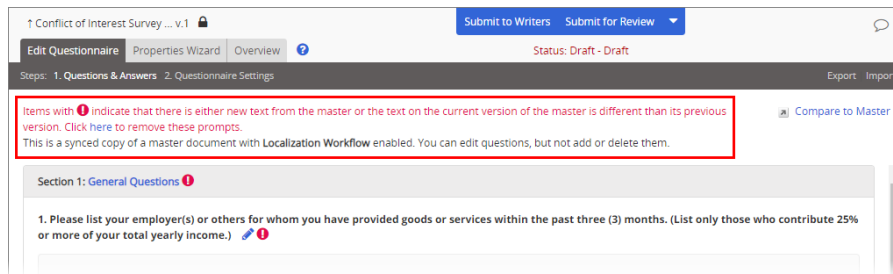 ↑ Conflict of Interest Survey ... v.1
Submit to Writers Submit for Review
Edit Questionnaire Properties Wizard Overview ?
Status: Draft - Draft
Steps: 1. Questions & Answers 2. Questionnaire Settings
Export
Items with ! indicate that there is either new text from the master or the text on the current version of the master is different than its previous
version. Click here to remove these prompts.
This is a synced copy of a master document with Localization Workflow enabled. You can edit questions, but not add or delete them.
Compare to Master
Section 1: General Questions !
1. Please list your employer(s) or others for whom you have provided goods or services within the past three (3) months. (List only those who contribute 25%
or more of your total yearly income.) !